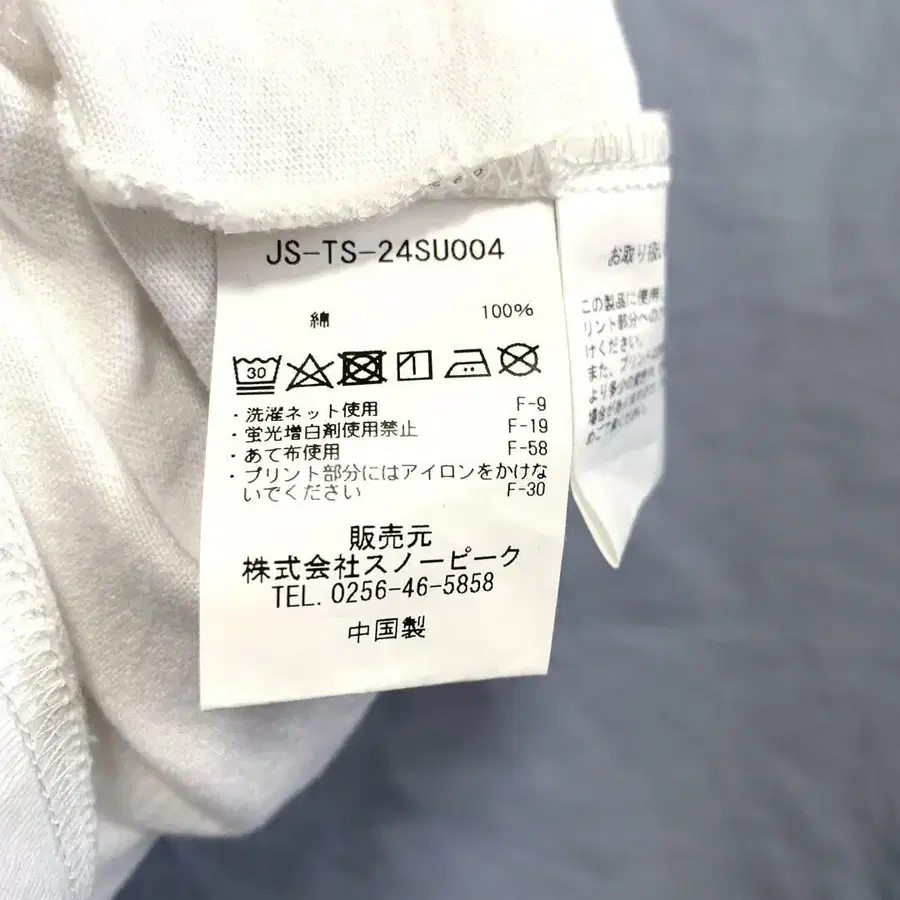 JS-TS-24SU004
綿 100%
30
・洗濯ネット使用 F-9
・蛍光増白剤使用禁止 F-19
・あて布使用 F-58
・プリント部分にはアイロンをかけな
いでください F-30
販売元
株式会社スノーピーク
TEL. 0256-46-5858
中国製
お取り扱い
この製品に使用
リント部分への
けください。
また、プリント
より多少の